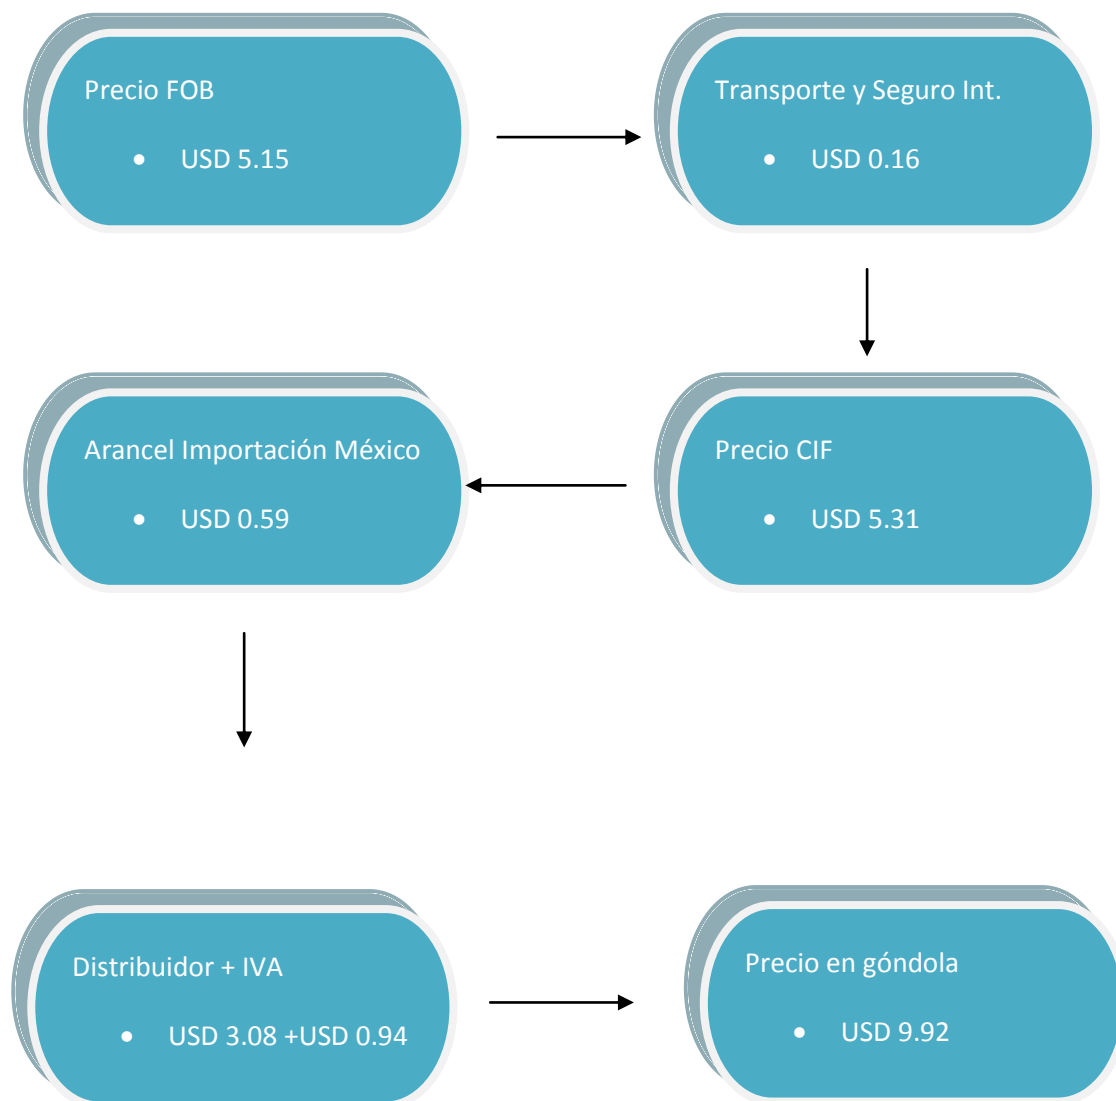 Precio FOB
• USD 5.15
Transporte y Seguro Int.
• USD 0.16
Arancel Importación México
• USD 0.59
Precio CIF
• USD 5.31
Distribuidor + IVA
• USD 3.08 +USD 0.94
Precio en góndola
• USD 9.92